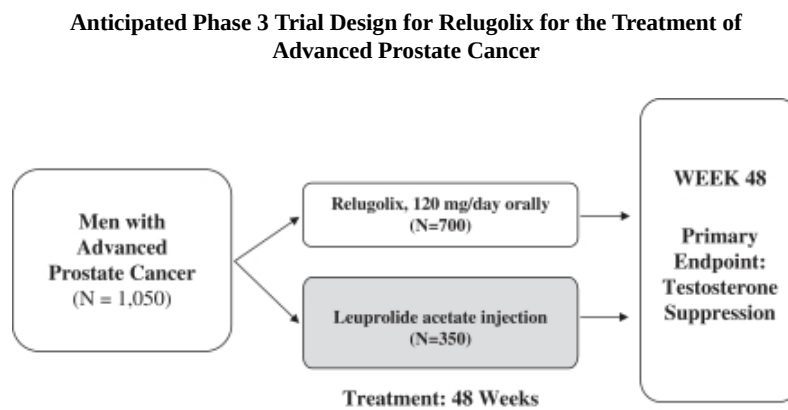 Anticipated Phase 3 Trial Design for Relugolix for the Treatment of
Advanced Prostate Cancer
Men with
Advanced
Prostate Cancer
(N = 1,050)
Relugolix, 120 mg/day orally
(N=700)
Leuprolide acetate injection
(N=350)
Treatment: 48 Weeks
WEEK 48
Primary
Endpoint:
Testosterone
Suppression